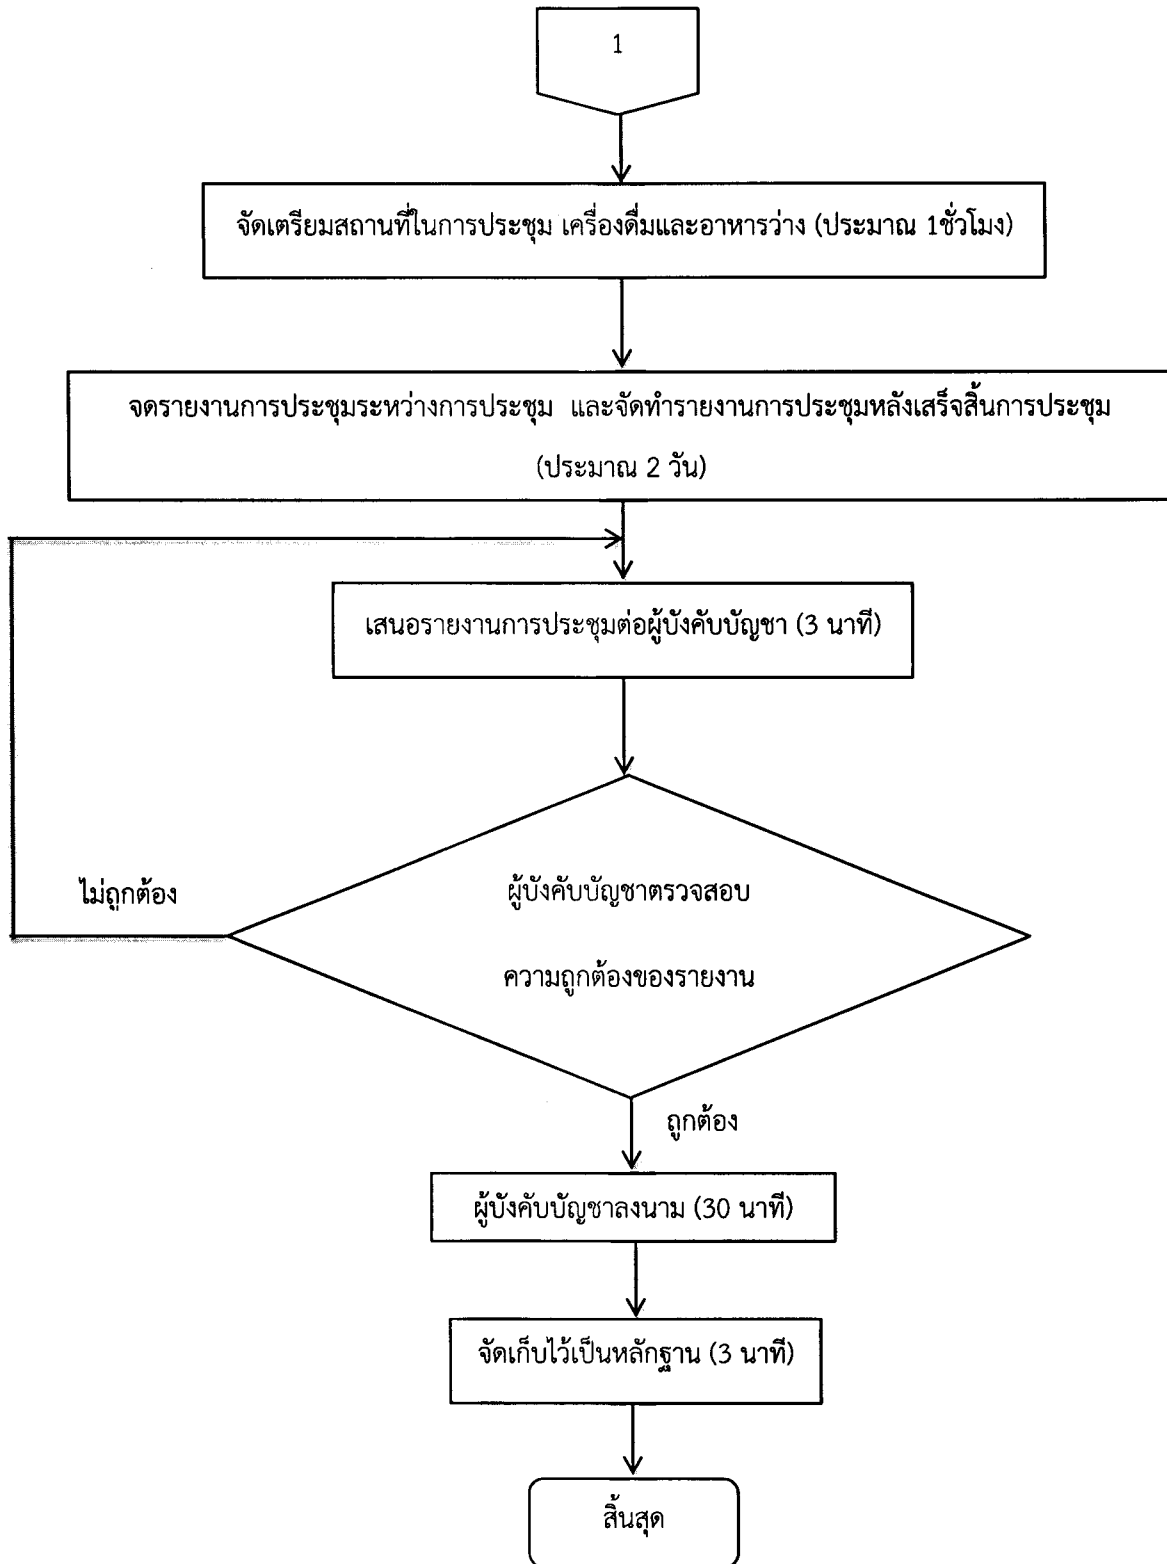 1
จัดเตรียมสถานที่ในการประชุม เครื่องดื่มและอาหารว่าง (ประมาณ 1ชั่วโมง)
จดรายงานการประชุมระหว่างการประชุม และจัดทำรายงานการประชุมหลังเสร็จสิ้นการประชุม
(ประมาณ 2 วัน)
เสนอรายงานการประชุมต่อผู้บังคับบัญชา (3 นาที)
ไม่ถูกต้อง
ผู้บังคับบัญชาตรวจสอบ
ความถูกต้องของรายงาน
ถูกต้อง
ผู้บังคับบัญชาลงนาม (30 นาที)
จัดเก็บไว้เป็นหลักฐาน (3 นาที)
สิ้นสุด